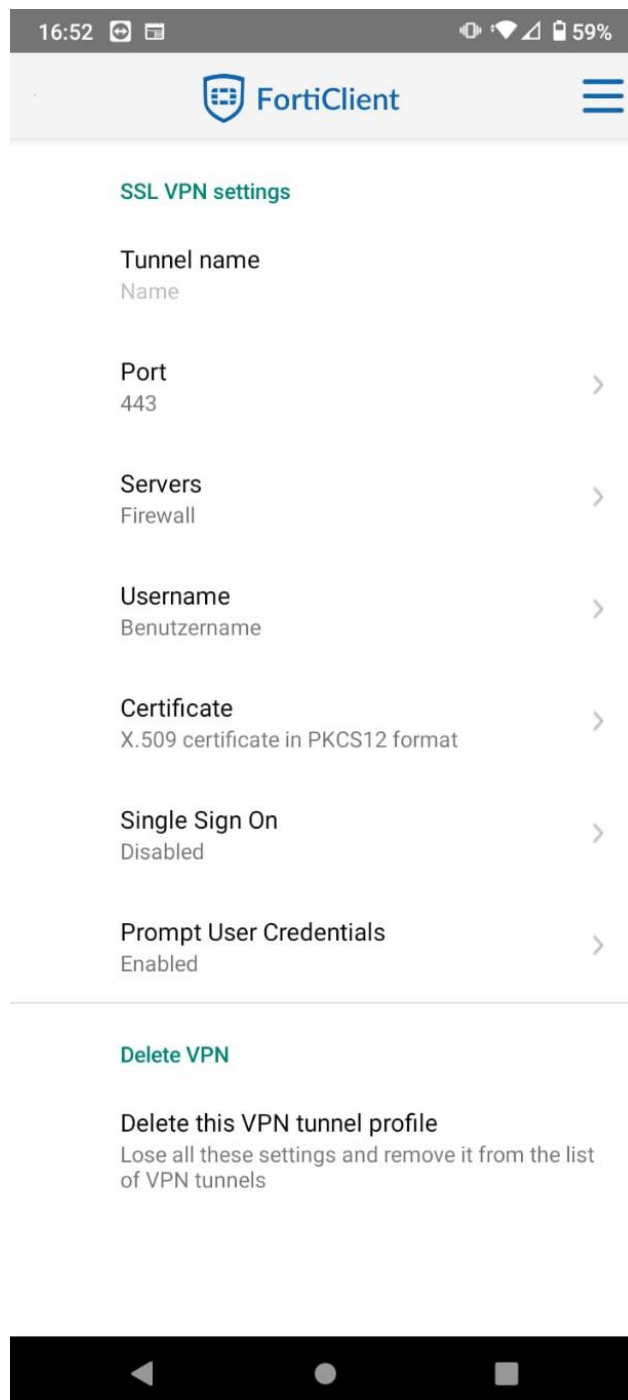 16:52
59%
FortiClient
SSL VPN settings
Tunnel name
Name
Port
443
Servers
Firewall
Username
Benutzername
Certificate
X.509 certificate in PKCS12 format
Single Sign On
Disabled
Prompt User Credentials
Enabled
Delete VPN
Delete this VPN tunnel profile
Lose all these settings and remove it from the list
of VPN tunnels